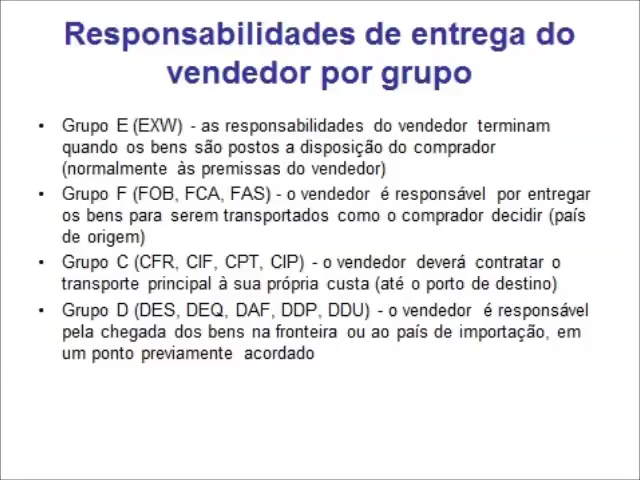 Responsabilidades de entrega do
vendedor por grupo
• Grupo E (EXW) - as responsabilidades do vendedor terminam
quando os bens são postos a disposição do comprador
(normalmente às premissas do vendedor)
• Grupo F (FOB, FCA, FAS) - o vendedor é responsável por entregar
os bens para serem transportados como o comprador decidir (país
de origem)
• Grupo C (CFR, CIF, CPT, CIP) - o vendedor deverá contratar o
transporte principal à sua própria custa (até o porto de destino)
• Grupo D (DES, DEQ, DAF, DDP, DDU) - o vendedor é responsável
pela chegada dos bens na fronteira ou ao país de importação, em
um ponto previamente acordado